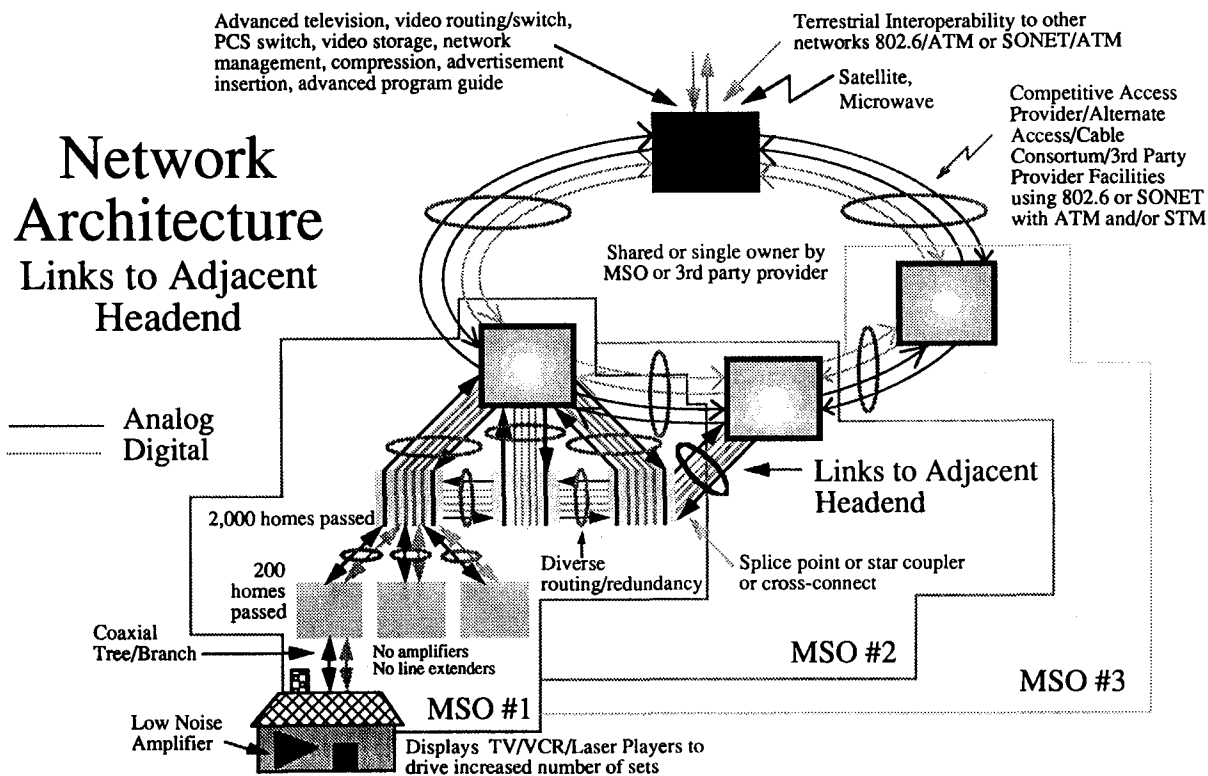 Advanced television, video routing/switch,
PCS switch, video storage, network
management, compression, advertisement
insertion, advanced program guide
Terrestrial Interoperability to other
networks 802.6/ATM or SONET/ATM
Satellite,
Microwave
Competitive Access
Provider/Alternate
Access/Cable
Consortum/3rd Party
Provider Facilities
using 802.6 or SONET
with ATM and/or STM
Network
Architecture
Links to Adjacent
Headend
Shared or single owner by
MSO or 3rd party provider
Analog
Digital
Links to Adjacent
Headend
2,000 homes passed
Diverse
routing/redundancy
Splice point or star coupler
or cross-connect
200
homes
passed
Coaxial
Tree/Branch
No amplifiers
No line extenders
MSO #1
MSO #2
MSO #3
Low Noise
Amplifier
Displays TV/VCR/Laser Players to
drive increased number of sets